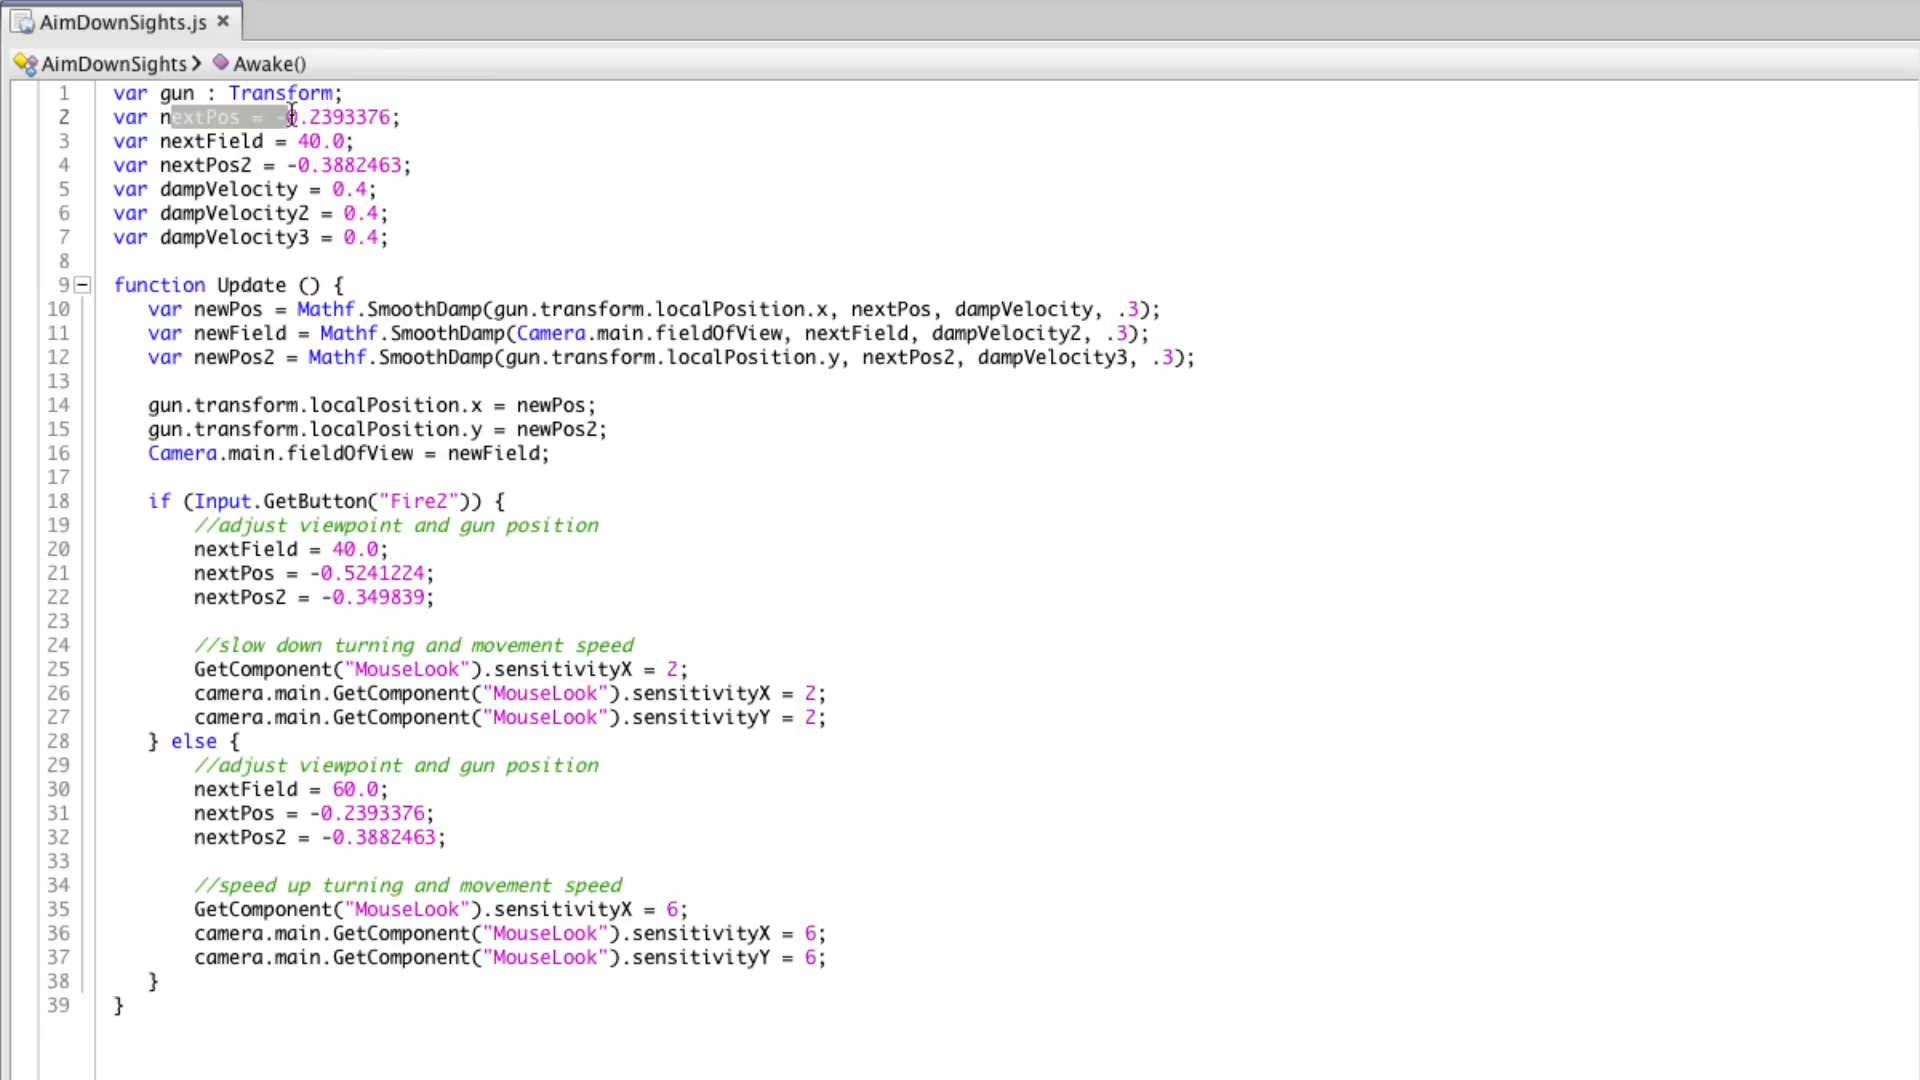 AimDownSights.js ×
AimDownSights > Awake()
1 var gun : Transform;
2 var nextPos = -0.2393376;
3 var nextField = 40.0;
4 var nextPos2 = -0.3882463;
5 var dampVelocity = 0.4;
6 var dampVelocity2 = 0.4;
7 var dampVelocity3 = 0.4;
8
9 function Update () {
10 var newPos = Mathf.SmoothDamp(gun.transform.localPosition.x, nextPos, dampVelocity, .3);
11 var newField = Mathf.SmoothDamp(Camera.main.fieldOfView, nextField, dampVelocity2, .3);
12 var newPos2 = Mathf.SmoothDamp(gun.transform.localPosition.y, nextPos2, dampVelocity3, .3);
13
14 gun.transform.localPosition.x = newPos;
15 gun.transform.localPosition.y = newPos2;
16 Camera.main.fieldOfView = newField;
17
18 if (Input.GetButton("Fire2")) {
19 //adjust viewpoint and gun position
20 nextField = 40.0;
21 nextPos = -0.5241224;
22 nextPos2 = -0.349839;
23
24 //slow down turning and movement speed
25 GetComponent("MouseLook").sensitivityX = 2;
26 camera.main.GetComponent("MouseLook").sensitivityX = 2;
27 camera.main.GetComponent("MouseLook").sensitivityY = 2;
28 } else {
29 //adjust viewpoint and gun position
30 nextField = 60.0;
31 nextPos = -0.2393376;
32 nextPos2 = -0.3882463;
33
34 //speed up turning and movement speed
35 GetComponent("MouseLook").sensitivityX = 6;
36 camera.main.GetComponent("MouseLook").sensitivityX = 6;
37 camera.main.GetComponent("MouseLook").sensitivityY = 6;
38 }
39 }